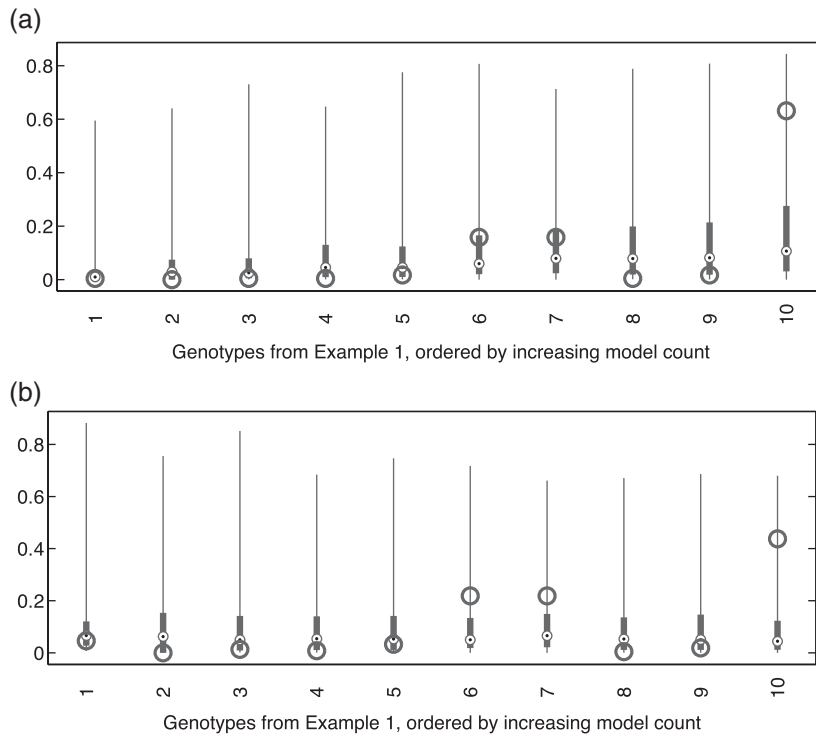 (a)
0.8
0.6
0.4
0.2
0
1 2 3 4 5 6 7 8 9 10
Genotypes from Example 1, ordered by increasing model count
(b)
0.8
0.6
0.4
0.2
0
1 2 3 4 5 6 7 8 9 10
Genotypes from Example 1, ordered by increasing model count